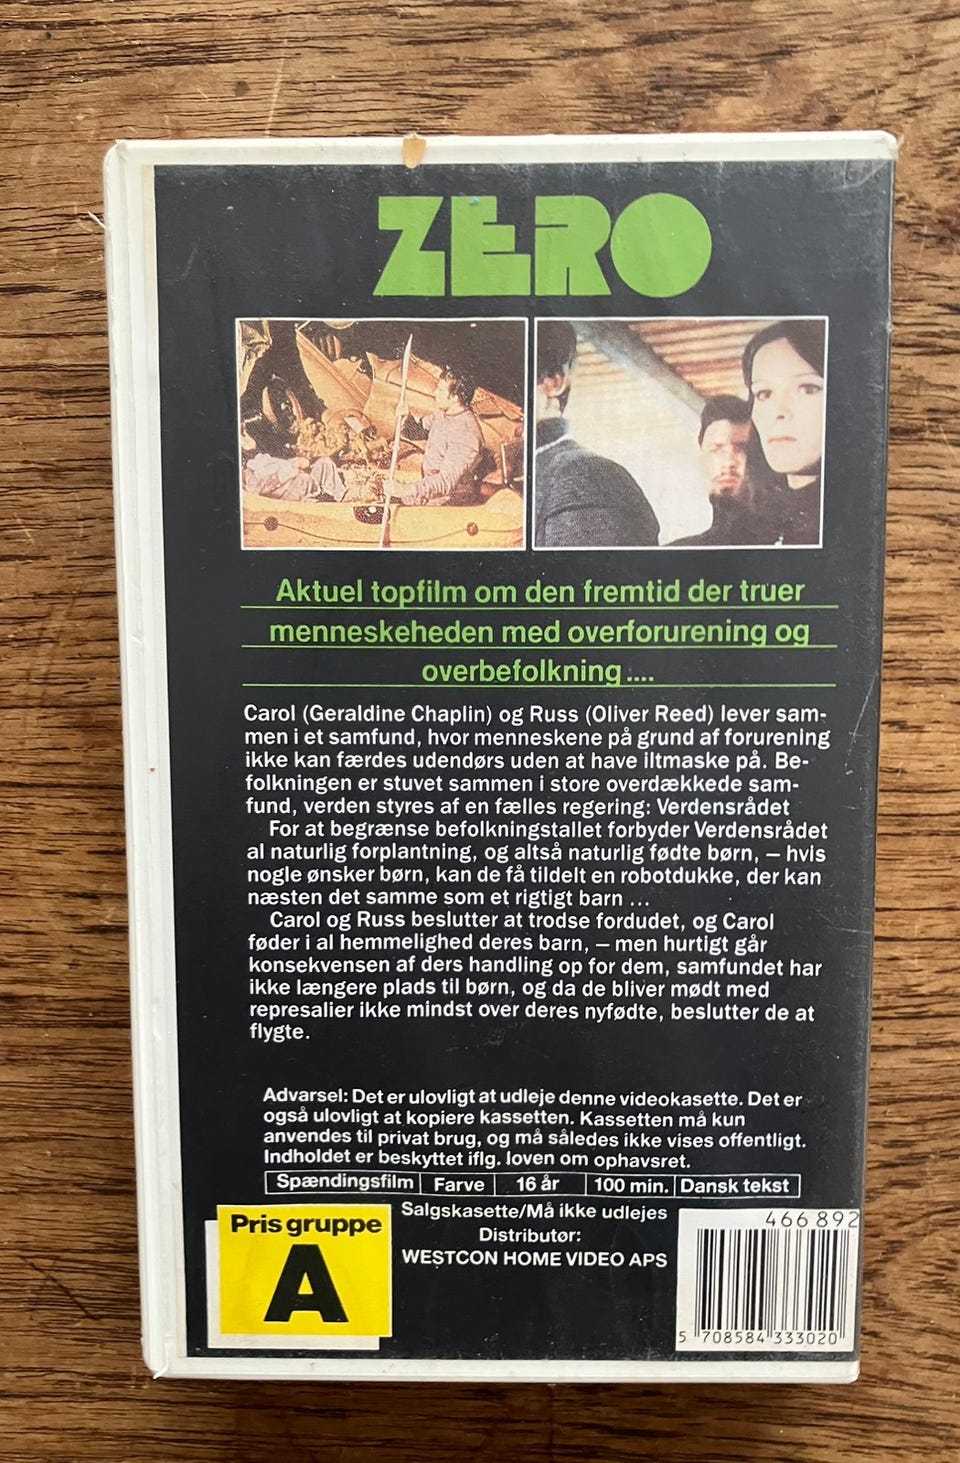 ZERO
Aktuel topfilm om den fremtid der truer
menneskeheden med overforurening og
overbefolkning....
Carol (Geraldine Chaplin) og Russ (Oliver Reed) lever sam-
men i et samfund, hvor menneskene på grund af forurening
ikke kan færdes udendørs uden at have iltmaske på. Be-
folkningen er stuvet sammen i store overdækkede sam-
fund, verden styres af en fælles regering: Verdensrådet
For at begrænse befolkningstallet forbyder Verdensrådet
al naturlig forplantning, og altså naturlig fødte børn, – hvis
nogle ønsker børn, kan de få tildelt en robotdukke, der kan
næsten det samme som et rigtigt barn ...
Carol og Russ beslutter at trodse fordudet, og Carol
føder i al hemmelighed deres barn, – men hurtigt går
konsekvensen af ders handling op for dem, samfundet har
ikke længere plads til børn, og da de bliver mødt med
represalier ikke mindst over deres nyfødte, beslutter de at
flygte.
Advarsel: Det er ulovligt at udleje denne videokasette. Det er
også ulovligt at kopiere kassetten. Kassetten må kun
anvendes til privat brug, og må således ikke vises offentligt.
Indholdet er beskyttet iflg. loven om ophavsret.
Spændingsfilm Farve 16 år 100 min. Dansk tekst
Salgskasette/Må ikke udlejes
Distributør:
WESTCON HOME VIDEO APS
Pris gruppe
A
466892
5 708584 333020